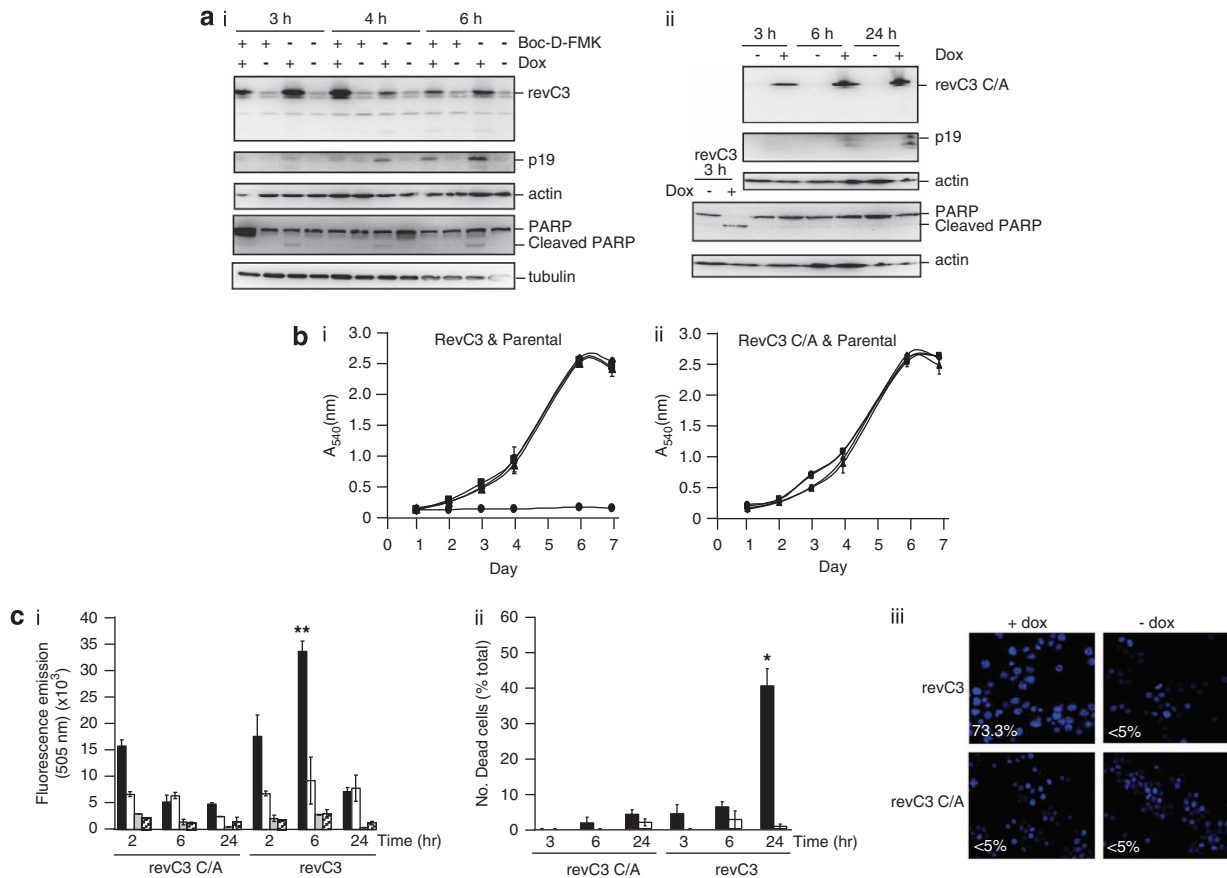 a i
3 h 4 h 6 h
+ + - - + + - - + + - - Boc-D-FMK
+ - + - + - + - + - + - Dox
revC3
p19
actin
PARP
Cleaved PARP
tubulin
ii
3 h 6 h 24 h
- + - + - + Dox
revC3 C/A
p19
revC3
3 h
actin
Dox - +
PARP
Cleaved PARP
actin
b i
RevC3 & Parental
A540(nm)
3.0
2.5
2.0
1.5
1.0
0.5
0
0 1 2 3 4 5 6 7
Day
ii
RevC3 C/A & Parental
A540(nm)
3.0
2.5
2.0
1.5
1.0
0.5
0
0 1 2 3 4 5 6 7
Day
c i
Fluorescence emission
(505 nm) (x10³)
40
35
30
25
20
15
10
5
0
**
2 6 24 2 6 24 Time (hr)
revC3 C/A revC3
ii
No. Dead cells (% total)
60
50
40
30
20
10
0
*
3 6 24 3 6 24 Time (hr)
revC3 C/A revC3
iii
+ dox - dox
revC3
73.3% <5%
revC3 C/A
<5% <5%